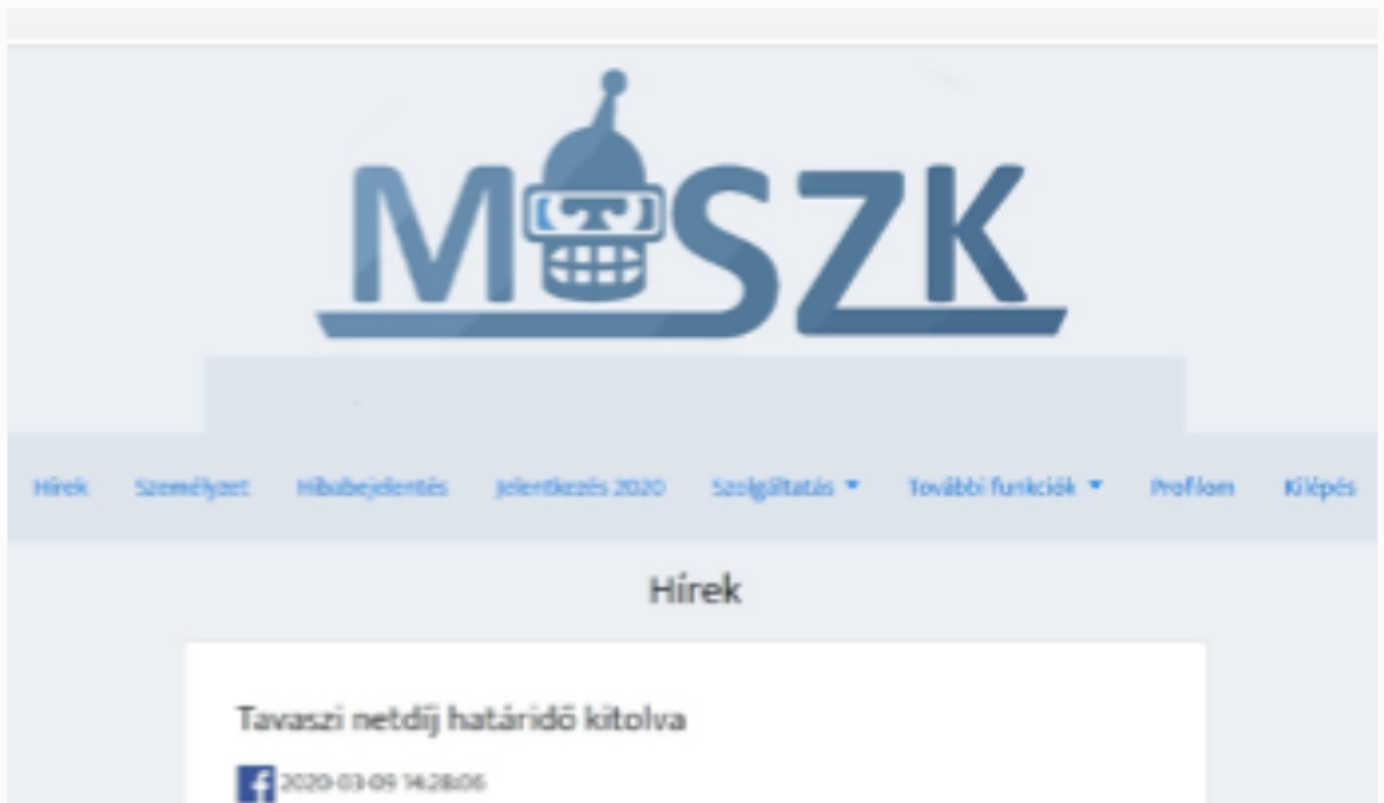 MOSZK
Hírek Személyzet Hibabejelentés Jelentkezés 2020 Szolgáltatás További funkciók Profilom Kilépés
Hírek
Tavaszi netdíj határidő kitolva
2020-03-09 14:28:06